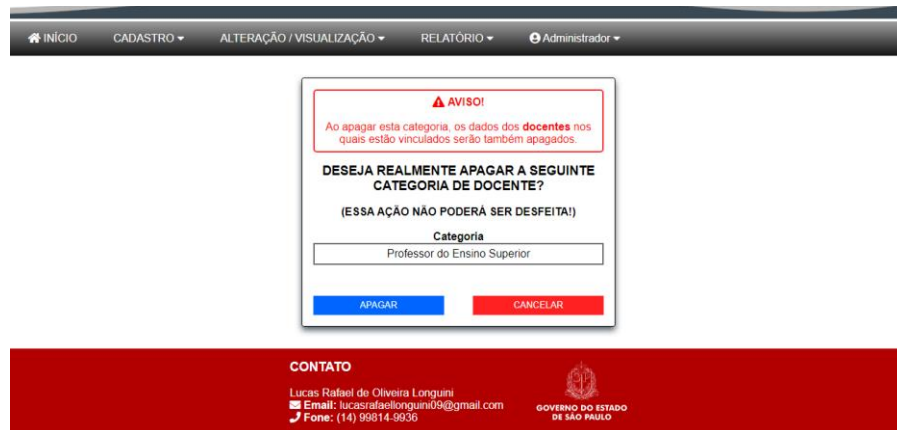 INÍCIO CADASTRO ALTERAÇÃO / VISUALIZAÇÃO RELATÓRIO Administrador
AVISO!
Ao apagar esta categoria, os dados dos docentes nos
quais estão vinculados serão também apagados.
DESEJA REALMENTE APAGAR A SEGUINTE
CATEGORIA DE DOCENTE?
(ESSA AÇÃO NÃO PODERÁ SER DESFEITA!)
Categoria
Professor do Ensino Superior
APAGAR CANCELAR
CONTATO
Lucas Rafael de Oliveira Longuini
Email: lucasrafaellonguini09@gmail.com
Fone: (14) 99814-9936
GOVERNO DO ESTADO
DE SÃO PAULO